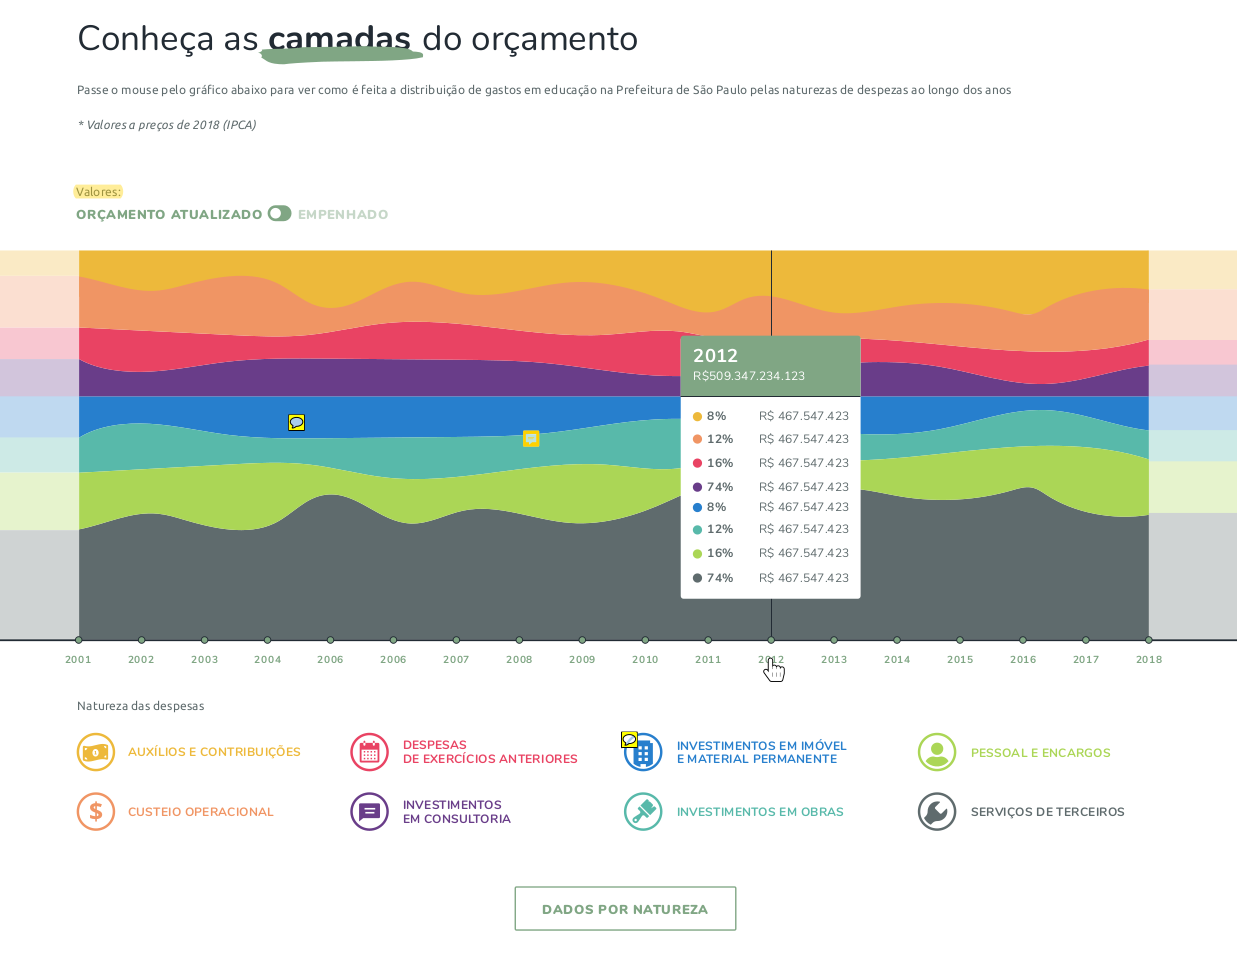 Conheça as camadas do orçamento
Passe o mouse pelo gráfico abaixo para ver como é feita a distribuição de gastos em educação na Prefeitura de São Paulo pelas naturezas de despezas ao longo dos anos
* Valores a preços de 2018 (IPCA)
Valores:
ORÇAMENTO ATUALIZADO EMPENHADO
2012
R$509.347.234.123
8% R$ 467.547.423
12% R$ 467.547.423
16% R$ 467.547.423
74% R$ 467.547.423
8% R$ 467.547.423
12% R$ 467.547.423
16% R$ 467.547.423
74% R$ 467.547.423
2001 2002 2003 2004 2006 2006 2007 2008 2009 2010 2011 2012 2013 2014 2015 2016 2017 2018
Natureza das despesas
AUXÍLIOS E CONTRIBUIÇÕES
DESPESAS
DE EXERCÍCIOS ANTERIORES
INVESTIMENTOS EM IMÓVEL
E MATERIAL PERMANENTE
PESSOAL E ENCARGOS
$ CUSTEIO OPERACIONAL
INVESTIMENTOS
EM CONSULTORIA
INVESTIMENTOS EM OBRAS
SERVIÇOS DE TERCEIROS
DADOS POR NATUREZA